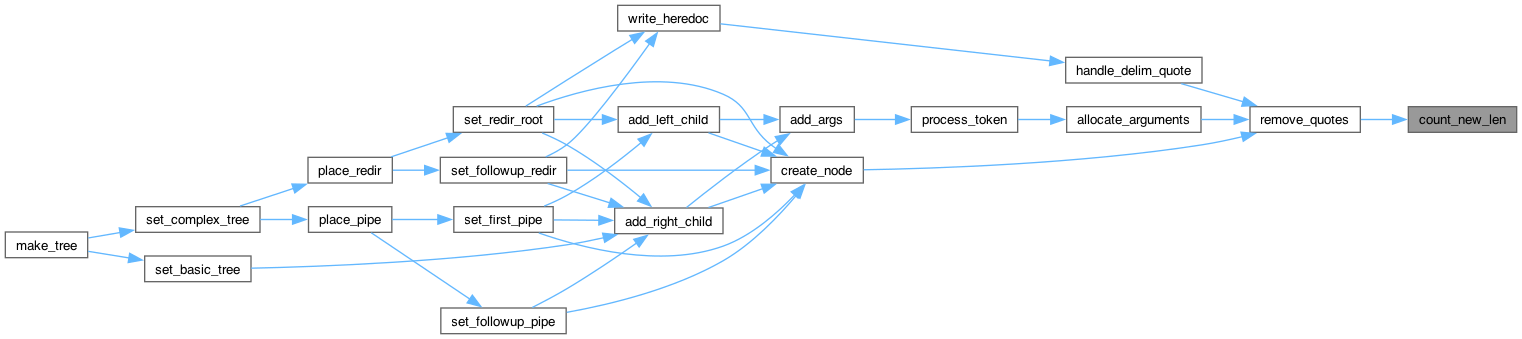 write_heredoc
handle_delim_quote
set_redir_root
add_left_child
add_args
process_token
allocate_arguments
remove_quotes
count_new_len
place_redir
set_followup_redir
create_node
set_complex_tree
place_pipe
set_first_pipe
add_right_child
make_tree
set_basic_tree
set_followup_pipe